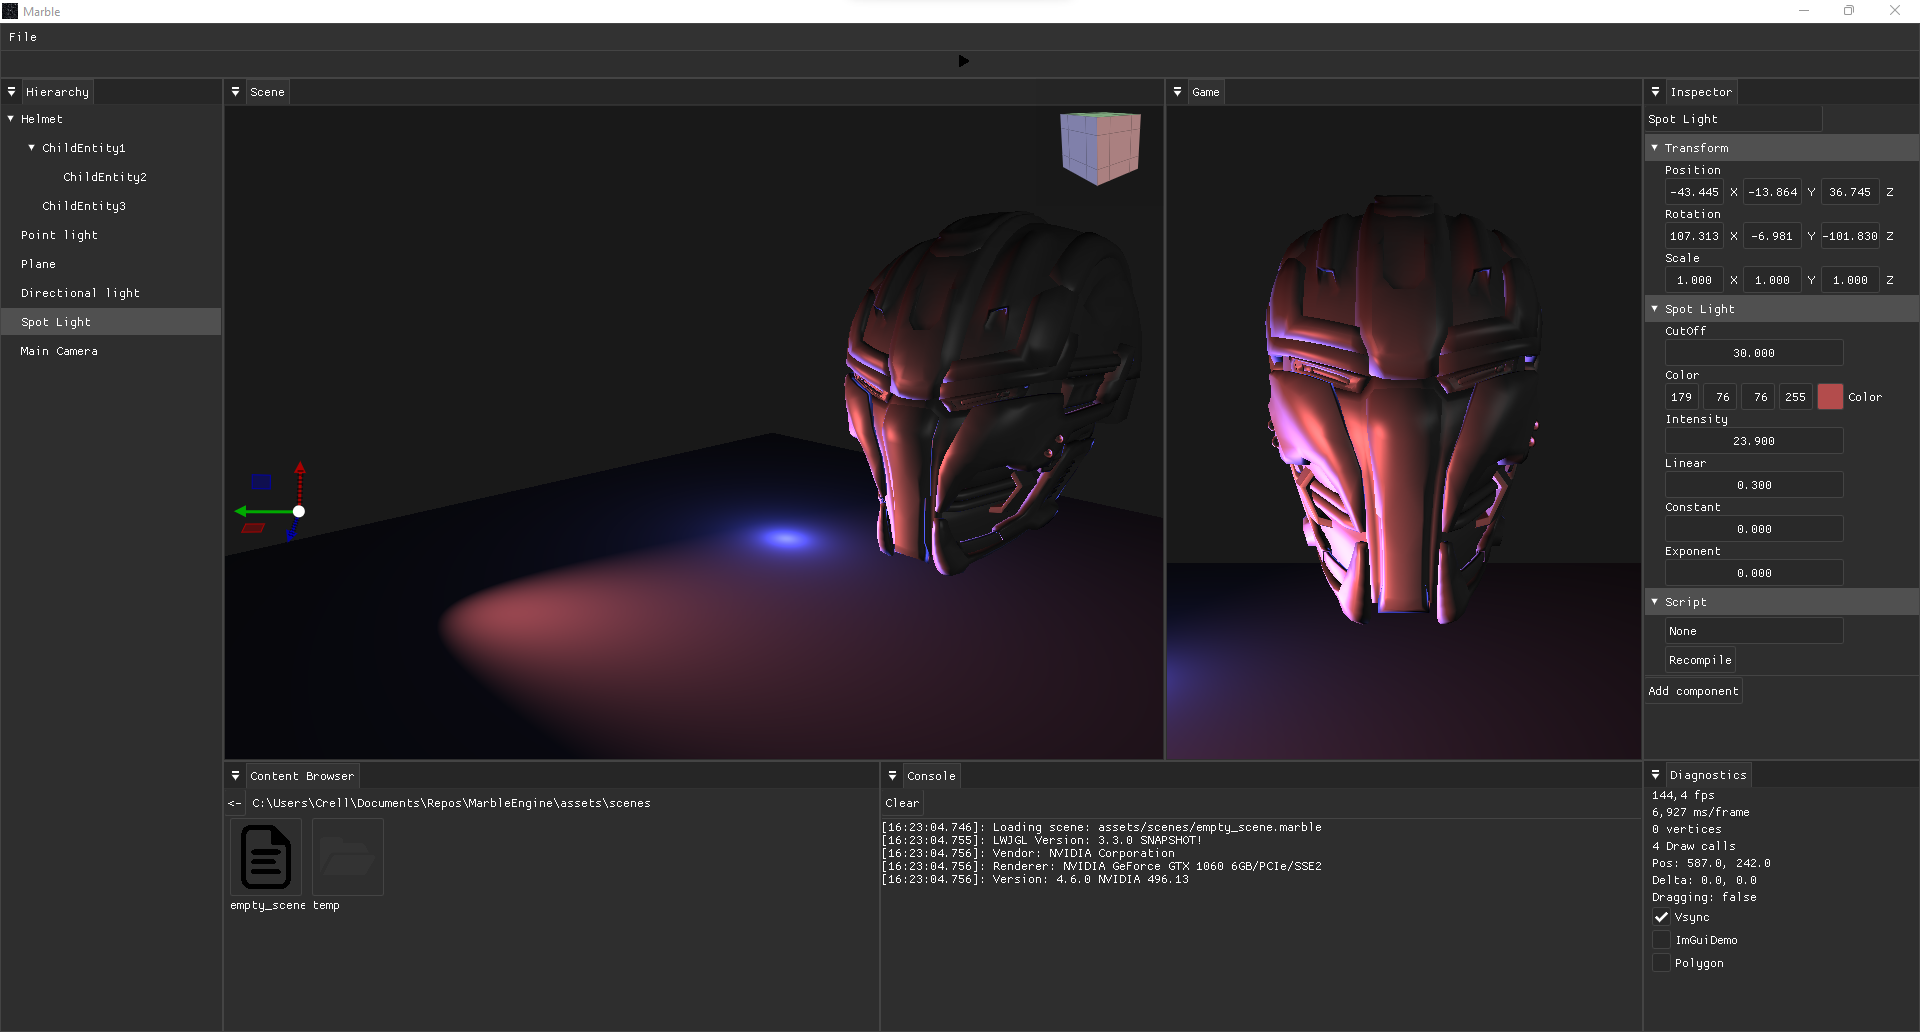 Marble
File
Hierarchy
Helmet
ChildEntity1
ChildEntity2
ChildEntity3
Point light
Plane
Directional light
Spot Light
Main Camera
Scene
Game
Inspector
Spot Light
Transform
Position
-43.445 X -13.864 Y 36.745 Z
Rotation
107.313 X -6.981 Y -101.830 Z
Scale
1.000 X 1.000 Y 1.000 Z
Spot Light
CutOff
30.000
Color
179 76 76 255 Color
Intensity
23.900
Linear
0.300
Constant
0.000
Exponent
0.000
Script
None
Recompile
Add component
Content Browser
<- C:\Users\Crell\Documents\Repos\MarbleEngine\assets\scenes
empty_scene temp
Console
Clear
[16:23:04.746]: Loading scene: assets/scenes/empty_scene.marble
[16:23:04.755]: LWJGL Version: 3.3.0 SNAPSHOT!
[16:23:04.756]: Vendor: NVIDIA Corporation
[16:23:04.756]: Renderer: NVIDIA GeForce GTX 1060 6GB/PCIe/SSE2
[16:23:04.756]: Version: 4.6.0 NVIDIA 496.13
Diagnostics
144,4 fps
6,927 ms/frame
0 vertices
4 Draw calls
Pos: 587.0, 242.0
Delta: 0.0, 0.0
Dragging: false
Vsync
ImGuiDemo
Polygon